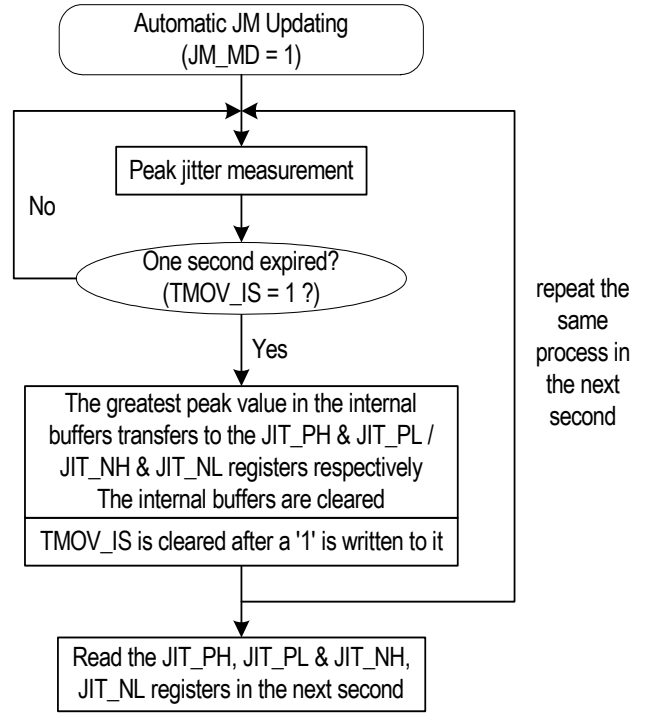 Automatic JM Updating
(JM_MD = 1)
Peak jitter measurement
No
One second expired?
(TMOV_IS = 1 ?)
repeat the
same
process in
the next
second
Yes
The greatest peak value in the internal
buffers transfers to the JIT_PH & JIT_PL /
JIT_NH & JIT_NL registers respectively
The internal buffers are cleared
TMOV_IS is cleared after a '1' is written to it
Read the JIT_PH, JIT_PL & JIT_NH,
JIT_NL registers in the next second